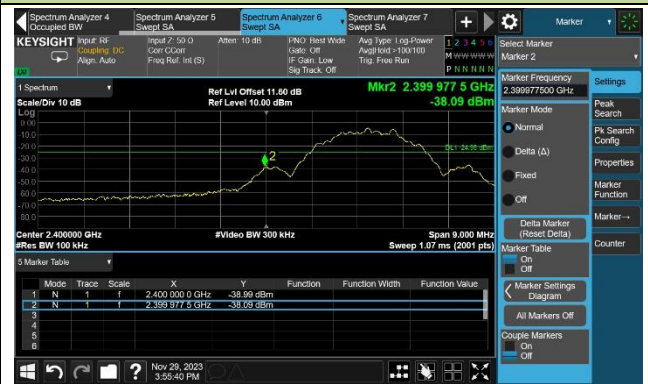 Spectrum Analyzer 4
Occupied BW
Spectrum Analyzer 5
Swept SA
Spectrum Analyzer 6
Swept SA
Spectrum Analyzer 7
Swept SA
+
Marker
KEYSIGHT
Input: RF
Coupling: DC
Align: Auto
Input Z: 50 Ω
Corr CCorr
Freq Ref: Int (S)
Atten: 10 dB
PNO: Best Wide
Gate: Off
IF Gain: Low
Sig Track: Off
Avg Type: Log-Power
Avg|Hold >100/100
Trig: Free Run
1 2 3 4 5 6
M W W W W W
P N N N N N
Select Marker
Marker 2
1 Spectrum
Scale/Div 10 dB
Log
Ref Lvl Offset 11.60 dB
Ref Level 10.00 dBm
Mkr2 2.399 977 5 GHz
-38.09 dBm
0.00
-10.0
-20.0
-30.0
-40.0
-50.0
-60.0
-70.0
-80.0
2
Center 2.400000 GHz
#Res BW 100 kHz
#Video BW 300 kHz
Span 9.000 MHz
Sweep 1.07 ms (2001 pts)
5 Marker Table
Mode Trace Scale X Y Function Function Width Function Value
1 N 1 f 2.400 000 0 GHz -38.99 dBm
2 N 1 f 2.399 977 5 GHz -38.09 dBm
3
4
5
6
Marker Frequency
2.399977500 GHz
Marker Mode
Normal
Delta (Δ)
Fixed
Off
Delta Marker
(Reset Delta)
Marker Table
On
Off
Marker Settings
Diagram
All Markers Off
Couple Markers
On
Off
Settings
Peak
Search
Pk Search
Config
Properties
Marker
Function
Marker→
Counter
?
Nov 29, 2023
3:55:40 PM